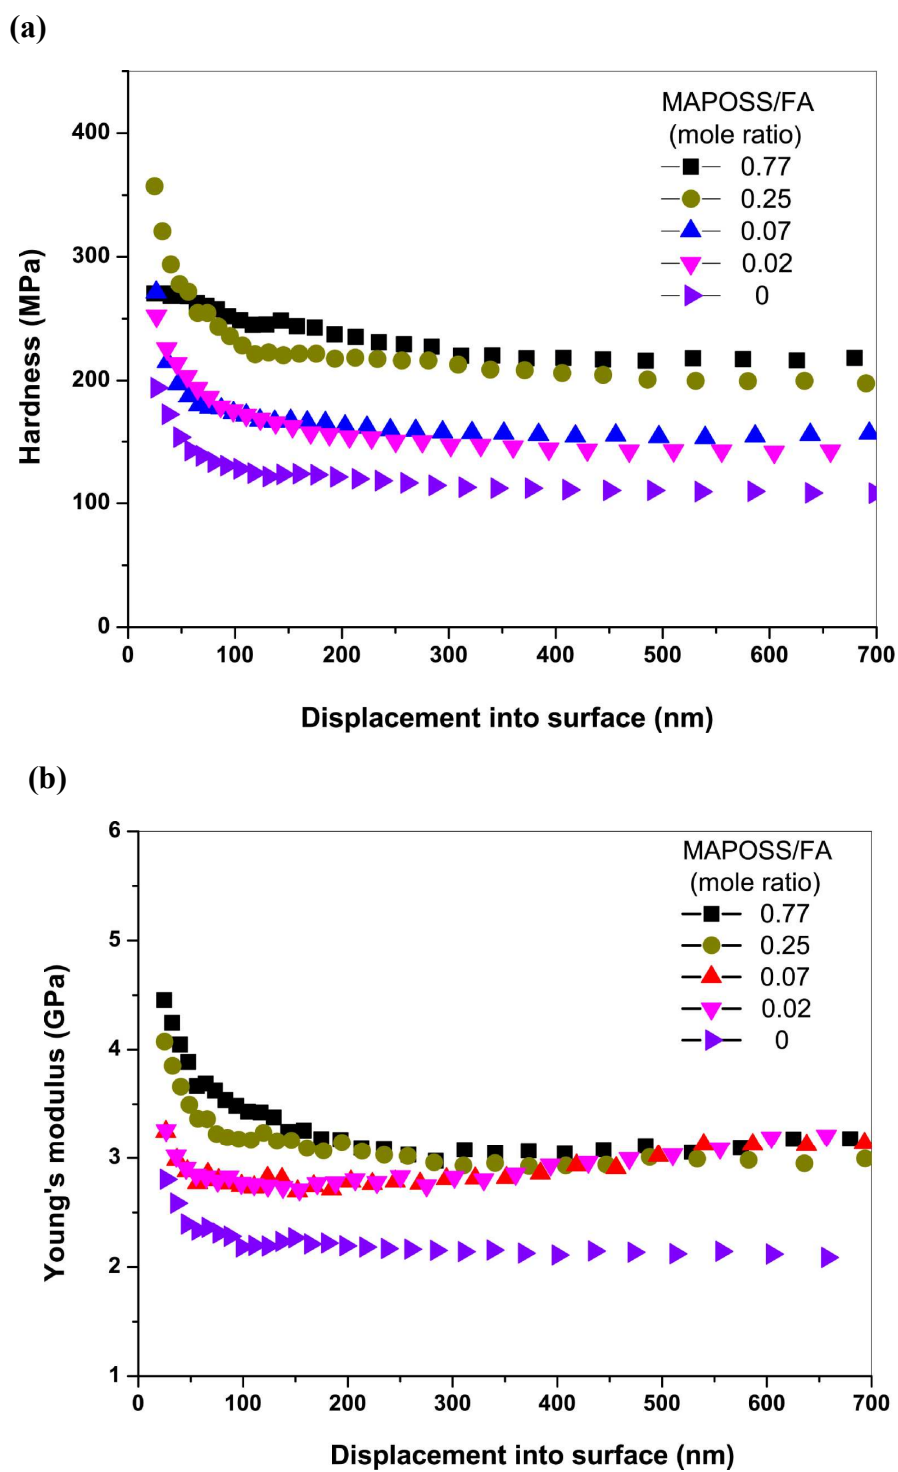 (a)
MAPOSS/FA
(mole ratio)
0.77
0.25
0.07
0.02
0
400
300
200
100
0
Hardness (MPa)
0 100 200 300 400 500 600 700
Displacement into surface (nm)
(b)
MAPOSS/FA
(mole ratio)
0.77
0.25
0.07
0.02
0
6
5
4
3
2
1
Young's modulus (GPa)
0 100 200 300 400 500 600 700
Displacement into surface (nm)